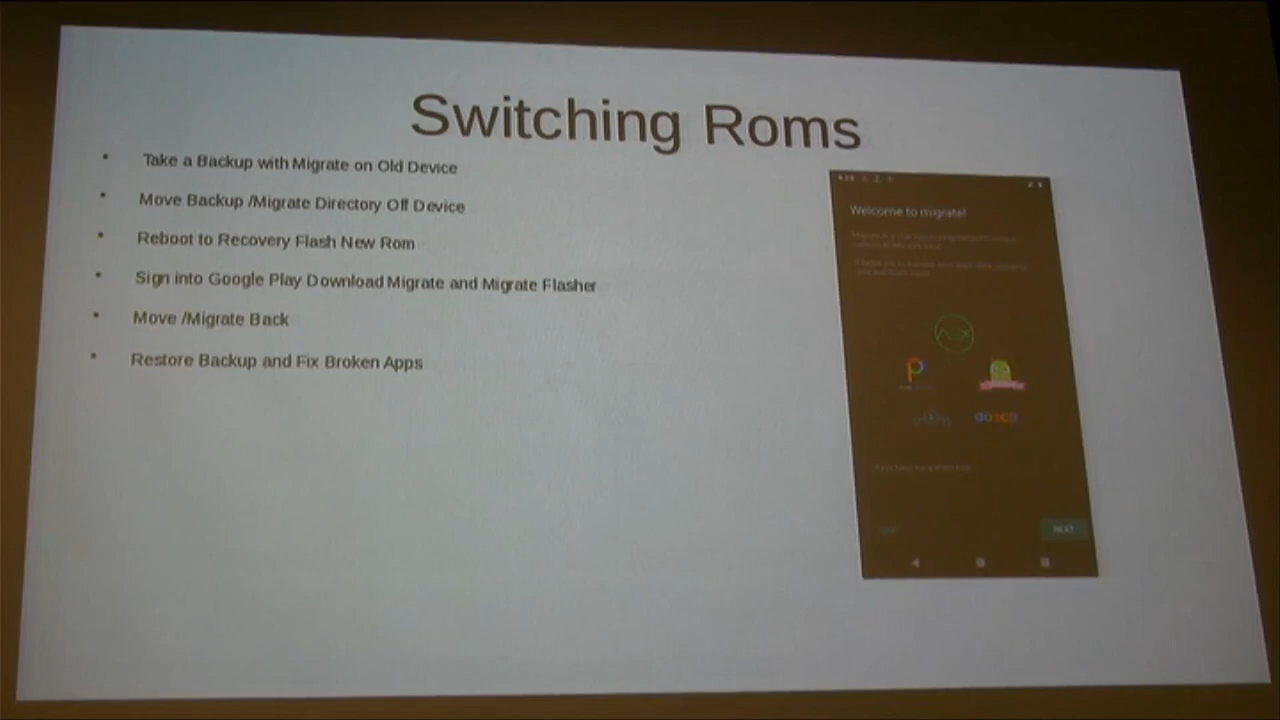 Switching Roms
• Take a Backup with Migrate on Old Device
• Move Backup /Migrate Directory Off Device
• Reboot to Recovery Flash New Rom
• Sign into Google Play Download Migrate and Migrate Flasher
• Move /Migrate Back
• Restore Backup and Fix Broken Apps
Welcome to migrate!
aoscp
NEXT